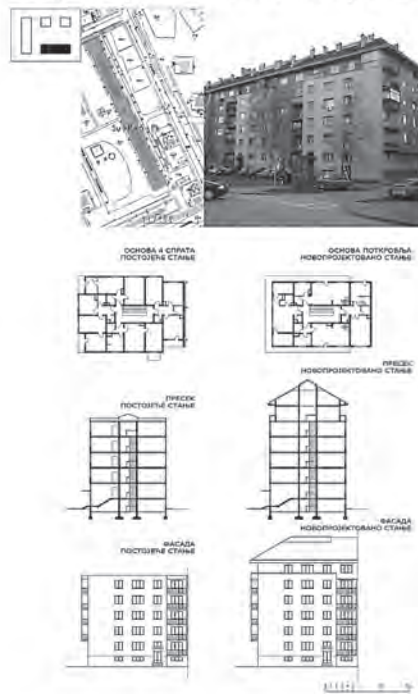 ОСНОВА 4 СПРАТА
ПОСТОЈЕЋЕ СТАЊЕ
ОСНОВА ПОТКРОВЉА
НОВОПРОЈЕКТОВАНО СТАЊЕ
ПРЕСЕК
ПОСТОЈЕЋЕ СТАЊЕ
ПРЕСЕК
НОВОПРОЈЕКТОВАНО СТАЊЕ
ФАСАДА
ПОСТОЈЕЋЕ СТАЊЕ
ФАСАДА
НОВОПРОЈЕКТОВАНО СТАЊЕ